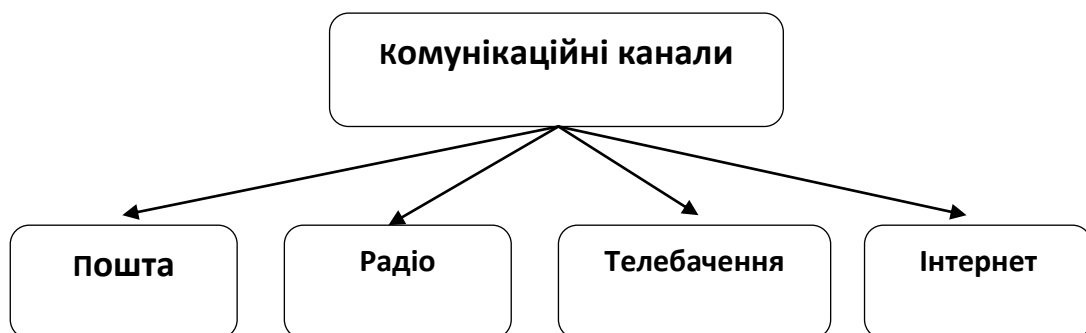 Комунікаційні канали
Пошта
Радіо
Телебачення
Інтернет